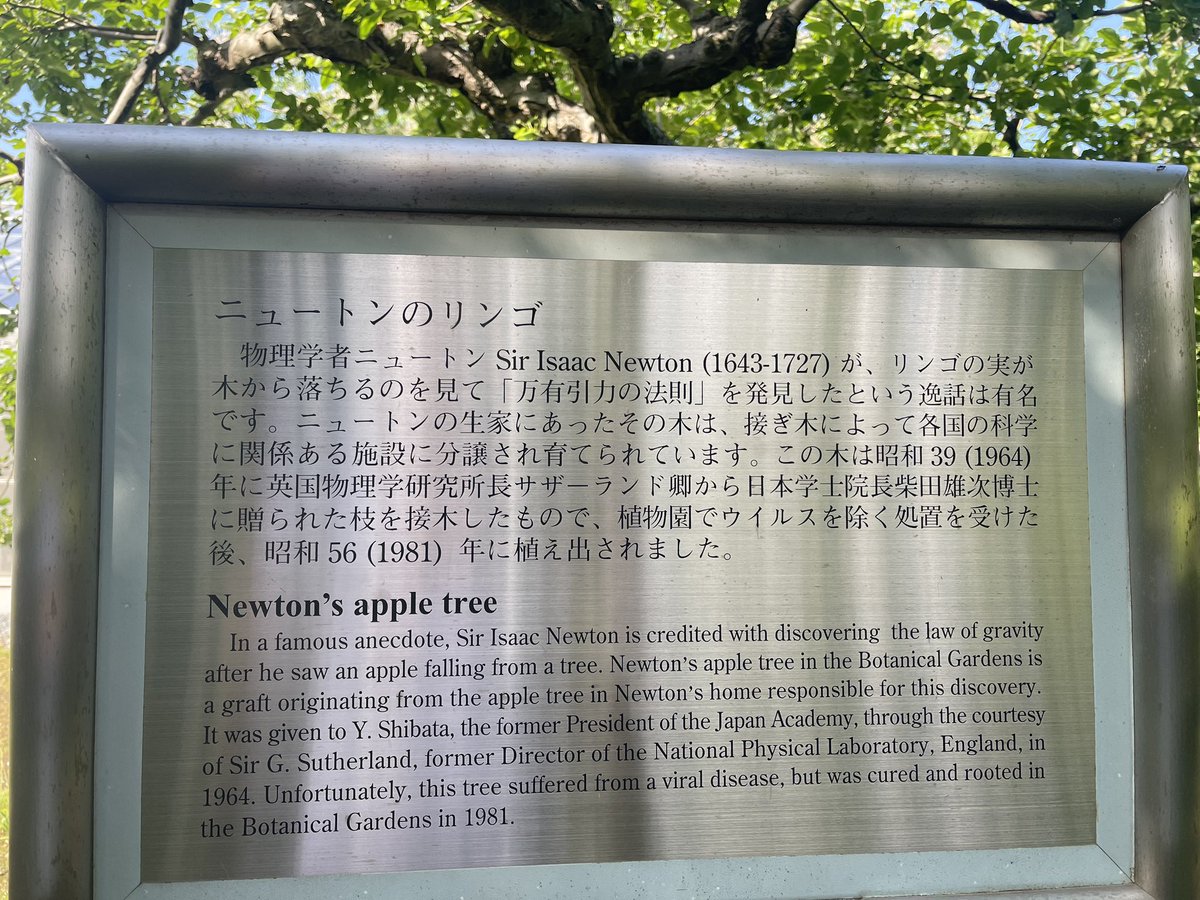 ニュートンのリンゴ
物理学者ニュートン Sir Isaac Newton (1643-1727) が、リンゴの実が
木から落ちるのを見て「万有引力の法則」を発見したという逸話は有名
です。ニュートンの生家にあったその木は、接ぎ木によって各国の科学
に関係ある施設に分譲され育てられています。この木は昭和 39 (1964)
年に英国物理学研究所長サザーランド卿から日本学士院長柴田雄次博士
に贈られた枝を接木したもので、植物園でウイルスを除く処置を受けた
後、昭和 56 (1981) 年に植え出されました。
Newton's apple tree
In a famous anecdote, Sir Isaac Newton is credited with discovering the law of gravity
after he saw an apple falling from a tree. Newton's apple tree in the Botanical Gardens is
a graft originating from the apple tree in Newton's home responsible for this discovery.
It was given to Y. Shibata, the former President of the Japan Academy, through the courtesy
of Sir G. Sutherland, former Director of the National Physical Laboratory, England, in
1964. Unfortunately, this tree suffered from a viral disease, but was cured and rooted in
the Botanical Gardens in 1981.